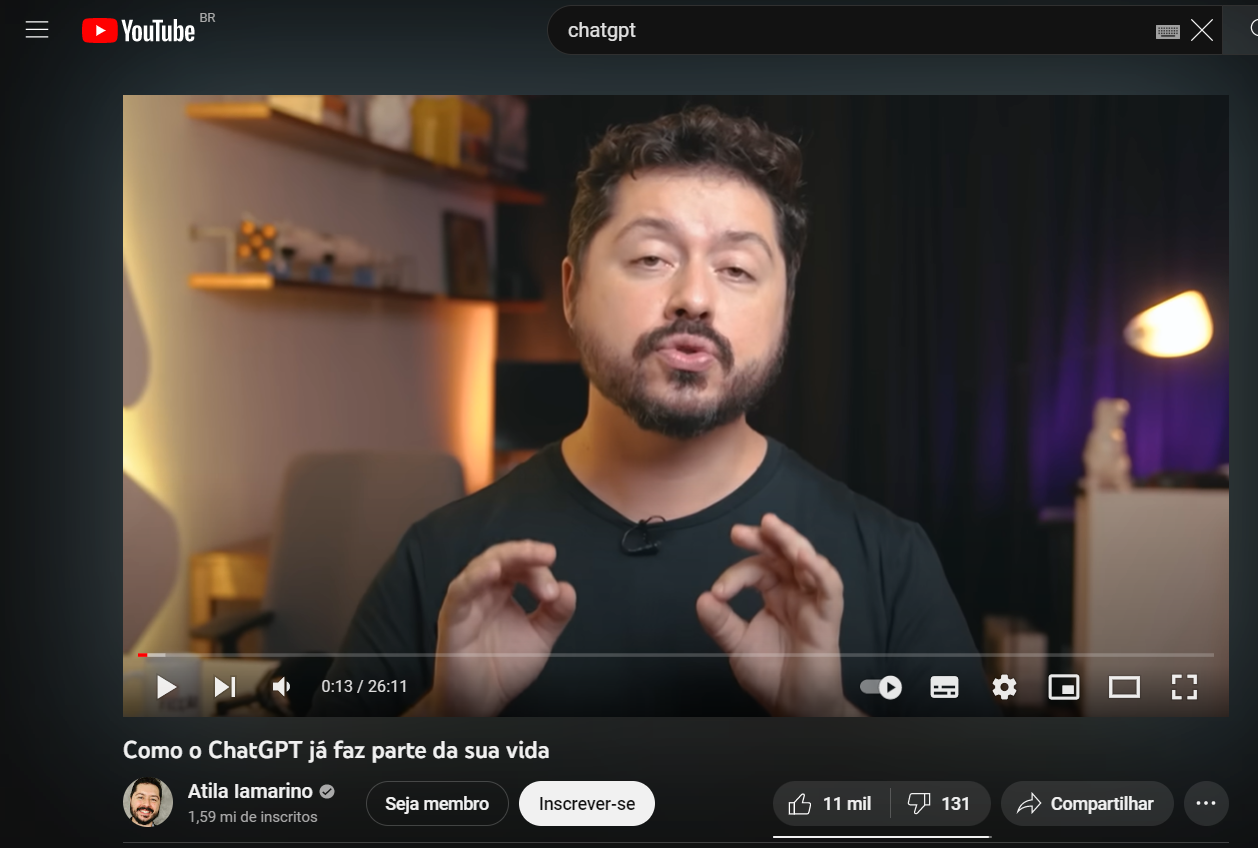 YouTube BR
chatgpt
0:13 / 26:11
Como o ChatGPT já faz parte da sua vida
Atila Iamarino
1,59 mi de inscritos
Seja membro
Inscrever-se
11 mil
131
Compartilhar